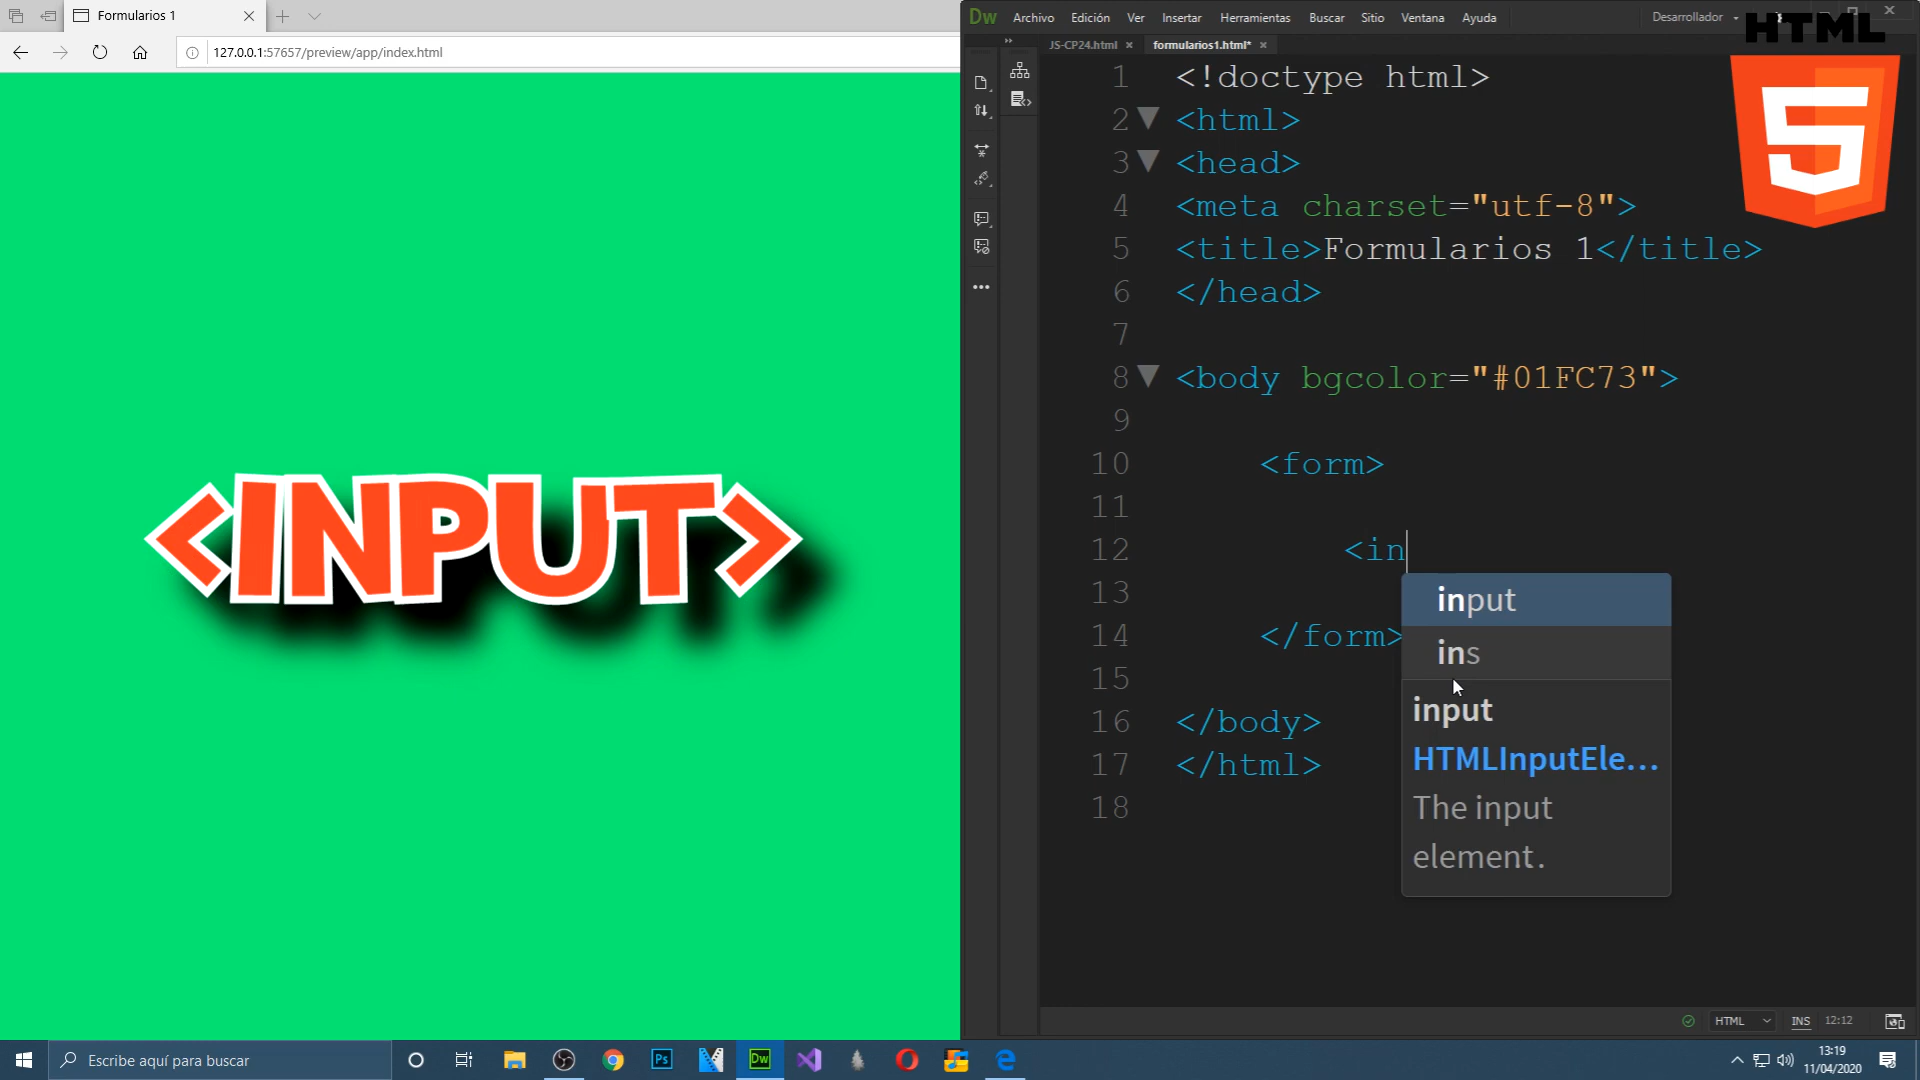 Formularios 1
127.0.0.1:57657/preview/app/index.html
<INPUT>
Dw Archivo Edición Ver Insertar Herramientas Buscar Sitio Ventana Ayuda Desarrollador
HTML
JS-CP24.html formularios1.html*
1 <!doctype html>
2 <html>
3 <head>
4 <meta charset="utf-8">
5 <title>Formularios 1</title>
6 </head>
7
8 <body bgcolor="#01FC73">
9
10 <form>
11
12 <in
13
14 </form>
15
16 </body>
17 </html>
18
input
ins
input
HTMLInputEle...
The input
element.
HTML INS 12:12
Escribe aquí para buscar
Ps
Dw
13:19
11/04/2020